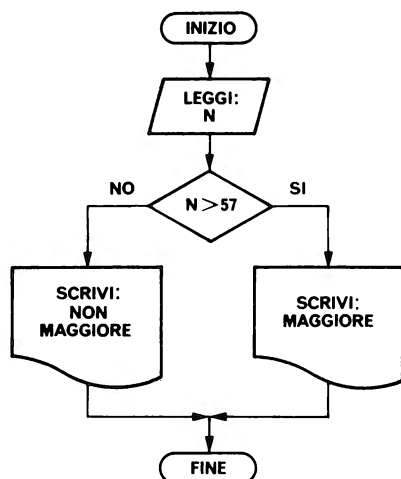 INIZIO
LEGGI:
N
N > 57
NO
SI
SCRIVI:
NON
MAGGIORE
SCRIVI:
MAGGIORE
FINE